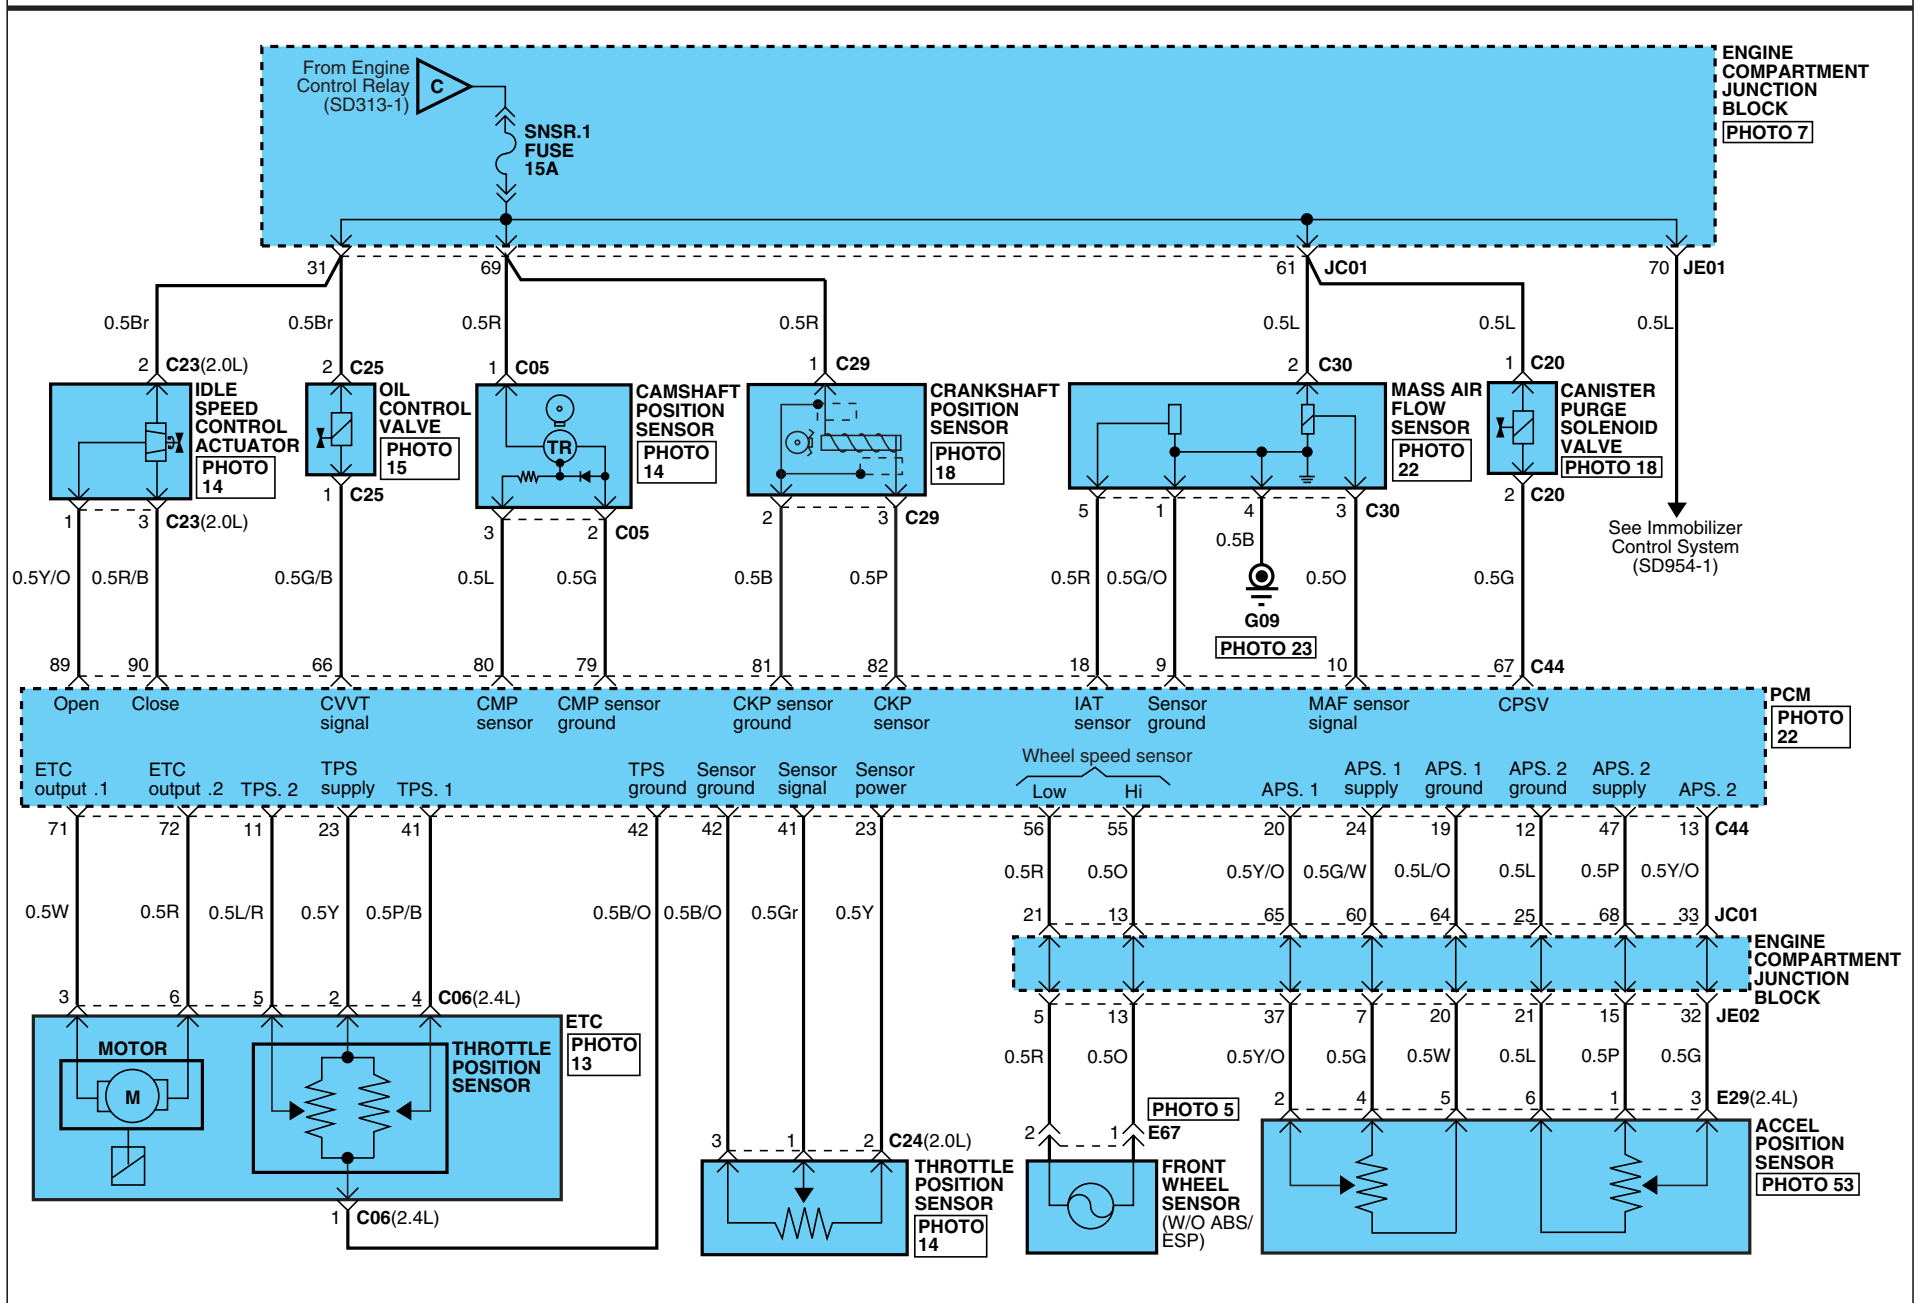 From Engine
Control Relay
(SD313-1)
C
SNSR.1
FUSE
15A
ENGINE
COMPARTMENT
JUNCTION
BLOCK
PHOTO 7
31
69
61
JC01
70
JE01
0.5Br
0.5Br
0.5R
0.5R
0.5L
0.5L
0.5L
2
C23(2.0L)
2
C25
1
C05
1
C29
2
C30
1
C20
IDLE
SPEED
CONTROL
ACTUATOR
PHOTO
14
OIL
CONTROL
VALVE
PHOTO
15
TR
CAMSHAFT
POSITION
SENSOR
PHOTO
14
CRANKSHAFT
POSITION
SENSOR
PHOTO
18
MASS AIR
FLOW
SENSOR
PHOTO
22
CANISTER
PURGE
SOLENOID
VALVE
PHOTO 18
1
3
C23(2.0L)
1
C25
3
2
C05
2
3
C29
5
1
4
3
C30
2
C20
0.5B
See Immobilizer
Control System
(SD954-1)
0.5Y/O
0.5R/B
0.5G/B
0.5L
0.5G
0.5B
0.5P
0.5R
0.5G/O
0.5O
0.5G
G09
PHOTO 23
89
90
66
80
79
81
82
18
9
10
67
C44
Open
Close
CVVT
signal
CMP
sensor
CMP sensor
ground
CKP sensor
ground
CKP
sensor
IAT
sensor
Sensor
ground
MAF sensor
signal
CPSV
PCM
PHOTO
22
ETC
output .1
ETC
output .2
TPS. 2
TPS
supply
TPS. 1
TPS
ground
Sensor
ground
Sensor
signal
Sensor
power
Wheel speed sensor
Low
Hi
APS. 1
APS. 1
supply
APS. 1
ground
APS. 2
ground
APS. 2
supply
APS. 2
71
72
11
23
41
42
42
41
23
56
55
20
24
19
12
47
13
C44
0.5R
0.5O
0.5Y/O
0.5G/W
0.5L/O
0.5L
0.5P
0.5Y/O
0.5W
0.5R
0.5L/R
0.5Y
0.5P/B
0.5B/O
0.5B/O
0.5Gr
0.5Y
21
13
65
60
64
25
68
33
JC01
ENGINE
COMPARTMENT
JUNCTION
BLOCK
3
6
5
2
4
C06(2.4L)
5
13
37
7
20
21
15
32
JE02
ETC
PHOTO
13
MOTOR
M
THROTTLE
POSITION
SENSOR
0.5R
0.5O
0.5Y/O
0.5G
0.5W
0.5L
0.5P
0.5G
PHOTO 5
2
1
E67
2
4
5
6
1
3
E29(2.4L)
3
1
2
C24(2.0L)
THROTTLE
POSITION
SENSOR
PHOTO
14
FRONT
WHEEL
SENSOR
(W/O ABS/
ESP)
ACCEL
POSITION
SENSOR
PHOTO 53
1
C06(2.4L)